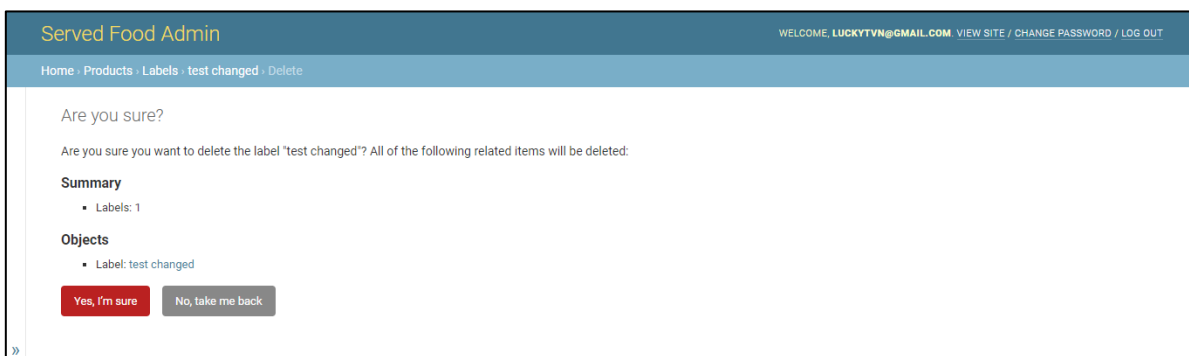 Served Food Admin
WELCOME, LUCKYTVN@GMAIL.COM. VIEW SITE / CHANGE PASSWORD / LOG OUT
Home › Products › Labels › test changed › Delete
Are you sure?
Are you sure you want to delete the label "test changed"? All of the following related items will be deleted:
Summary
▪ Labels: 1
Objects
▪ Label: test changed
Yes, I'm sure No, take me back
»